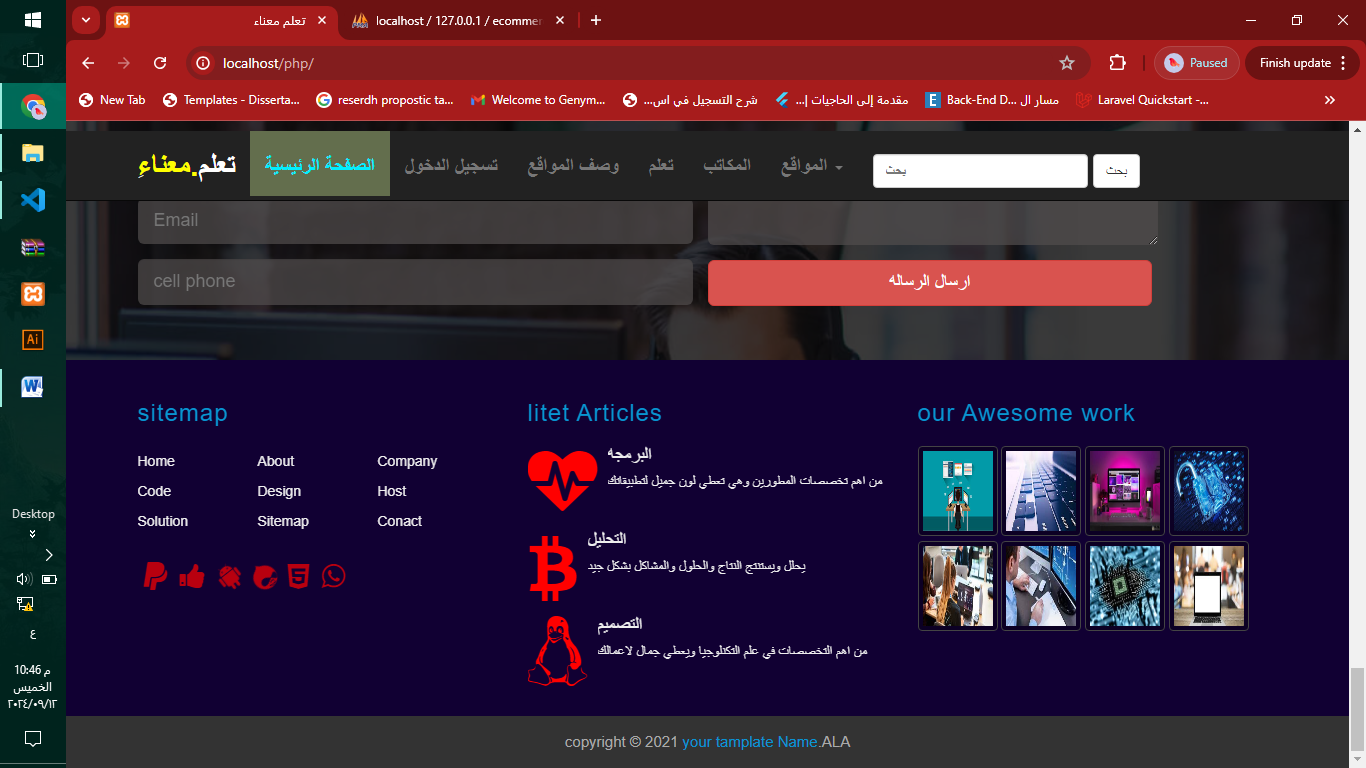 تعلم معناء
localhost / 127.0.0.1 / ecommer
localhost/php/
Paused
Finish update
New Tab
Templates - Disserta...
reserdh propostic ta...
Welcome to Genym...
شرح التسجيل في اس...
مقدمة إلى الحاجيات |...
Back-End D... مسار ال
Laravel Quickstart -...
تعلم.معناءِ
الصفحة الرئيسية
تسجيل الدخول
وصف المواقع
تعلم
المكاتب
المواقع
بحث
بحث
Email
cell phone
ارسال الرساله
sitemap
Home About Company
Code Design Host
Solution Sitemap Conact
litet Articles
البرمجه
من اهم تخصصات المطورين وهي تعطي لون جميل لتطبيقاتك
التحليل
يحلل ويستنتج النتاج والحلول والمشاكل بشكل جيد
التصميم
من اهم التخصصات في علم التكنلوجيا ويعطي جمال لاعمالك
our Awesome work
copyright © 2021 your tamplate Name.ALA
Ai
Desktop
ع
10:46 م
الخميس
٢٠٢٤/٠٩/١٢